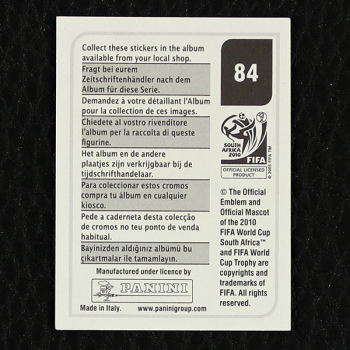 Collect these stickers in the album
available from your local shop.
Fragt bei eurem
Zeitschriftenhändler nach dem
Album für diese Serie.
Demandez à votre détaillant l'Album
pour la collection de ces images.
Chiedete al vostro rivenditore
l'album per la raccolta di queste
figurine.
Het album en de andere
plaatjes zijn verkrijgbaar bij de
tijdschrifthandelaar.
Para coleccionar estos cromos
compra tu álbum en cualquier
kiosco.
Pede a caderneta desta colecção
de cromos no teu ponto de venda
habitual.
Bayinizden aldığınız albümü bu
çıkartmalar ile tamamlayın.
Manufactured under licence by
PANINI
Made in Italy. www.paninigroup.com
84
SOUTH AFRICA
2010
FIFA
OFFICIAL LICENSED
PRODUCT
© The Official
Emblem and
Official Mascot
of the 2010
FIFA World Cup
South Africa™
and FIFA World
Cup Trophy are
copyrights and
trademarks of
FIFA. All rights
reserved.